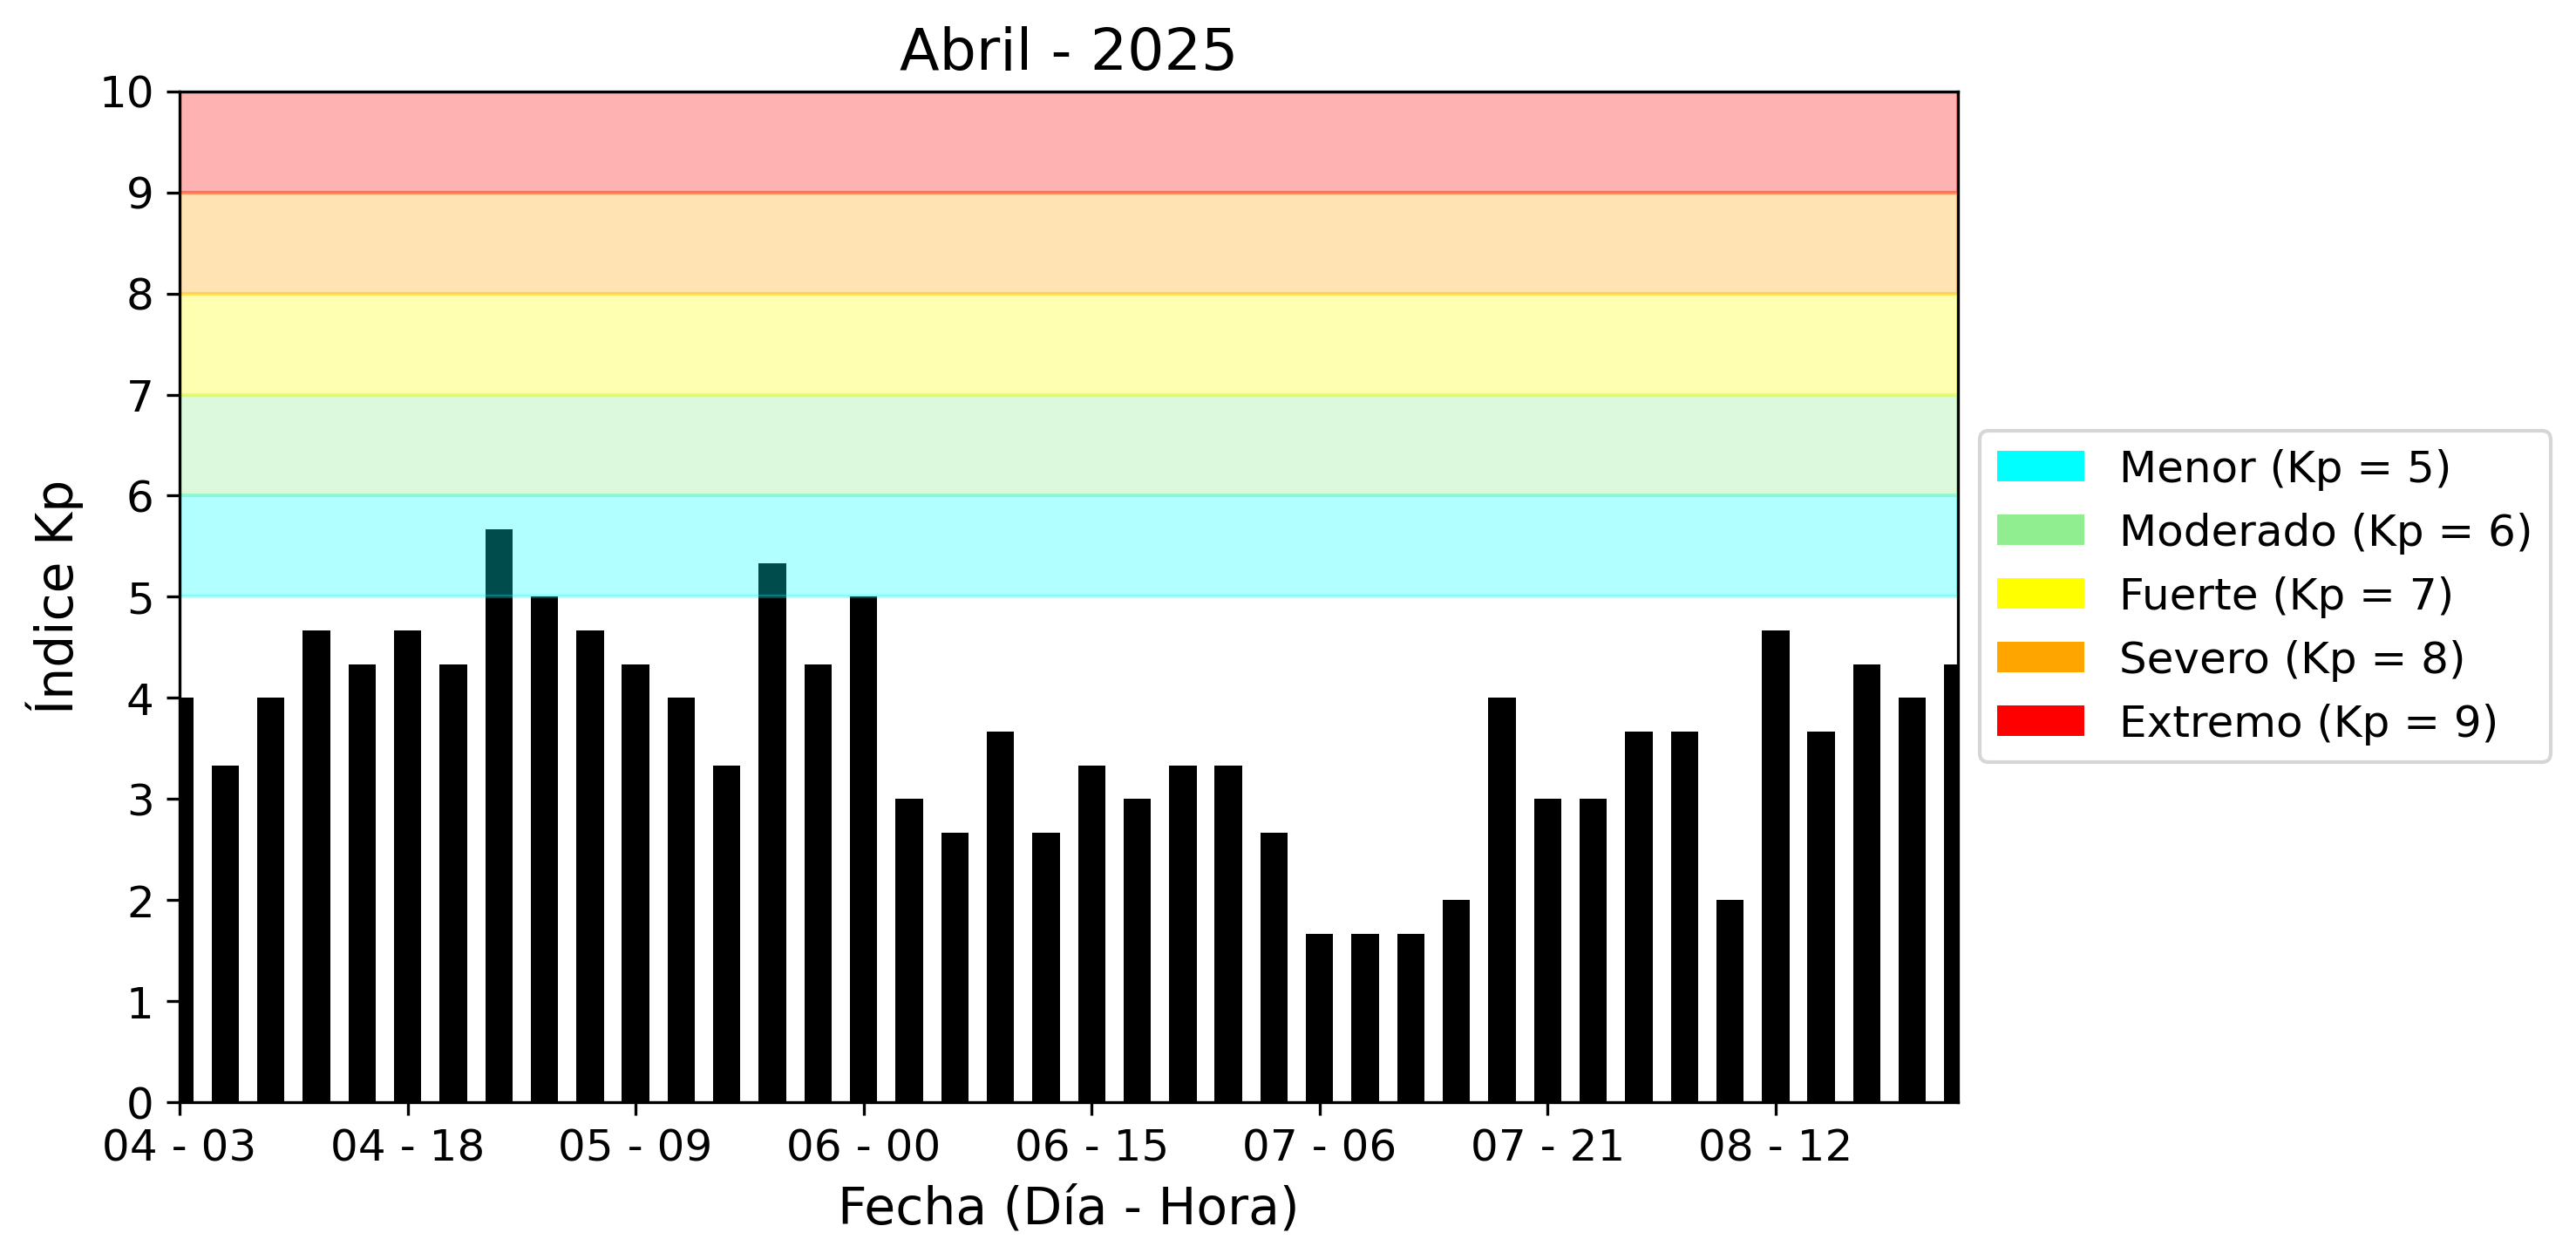 Abril - 2025
10
9
8
7
6
5
4
3
2
1
0
Índice Kp
04 - 03
04 - 18
05 - 09
06 - 00
06 - 15
07 - 06
07 - 21
08 - 12
Fecha (Día - Hora)
Menor (Kp = 5)
Moderado (Kp = 6)
Fuerte (Kp = 7)
Severo (Kp = 8)
Extremo (Kp = 9)